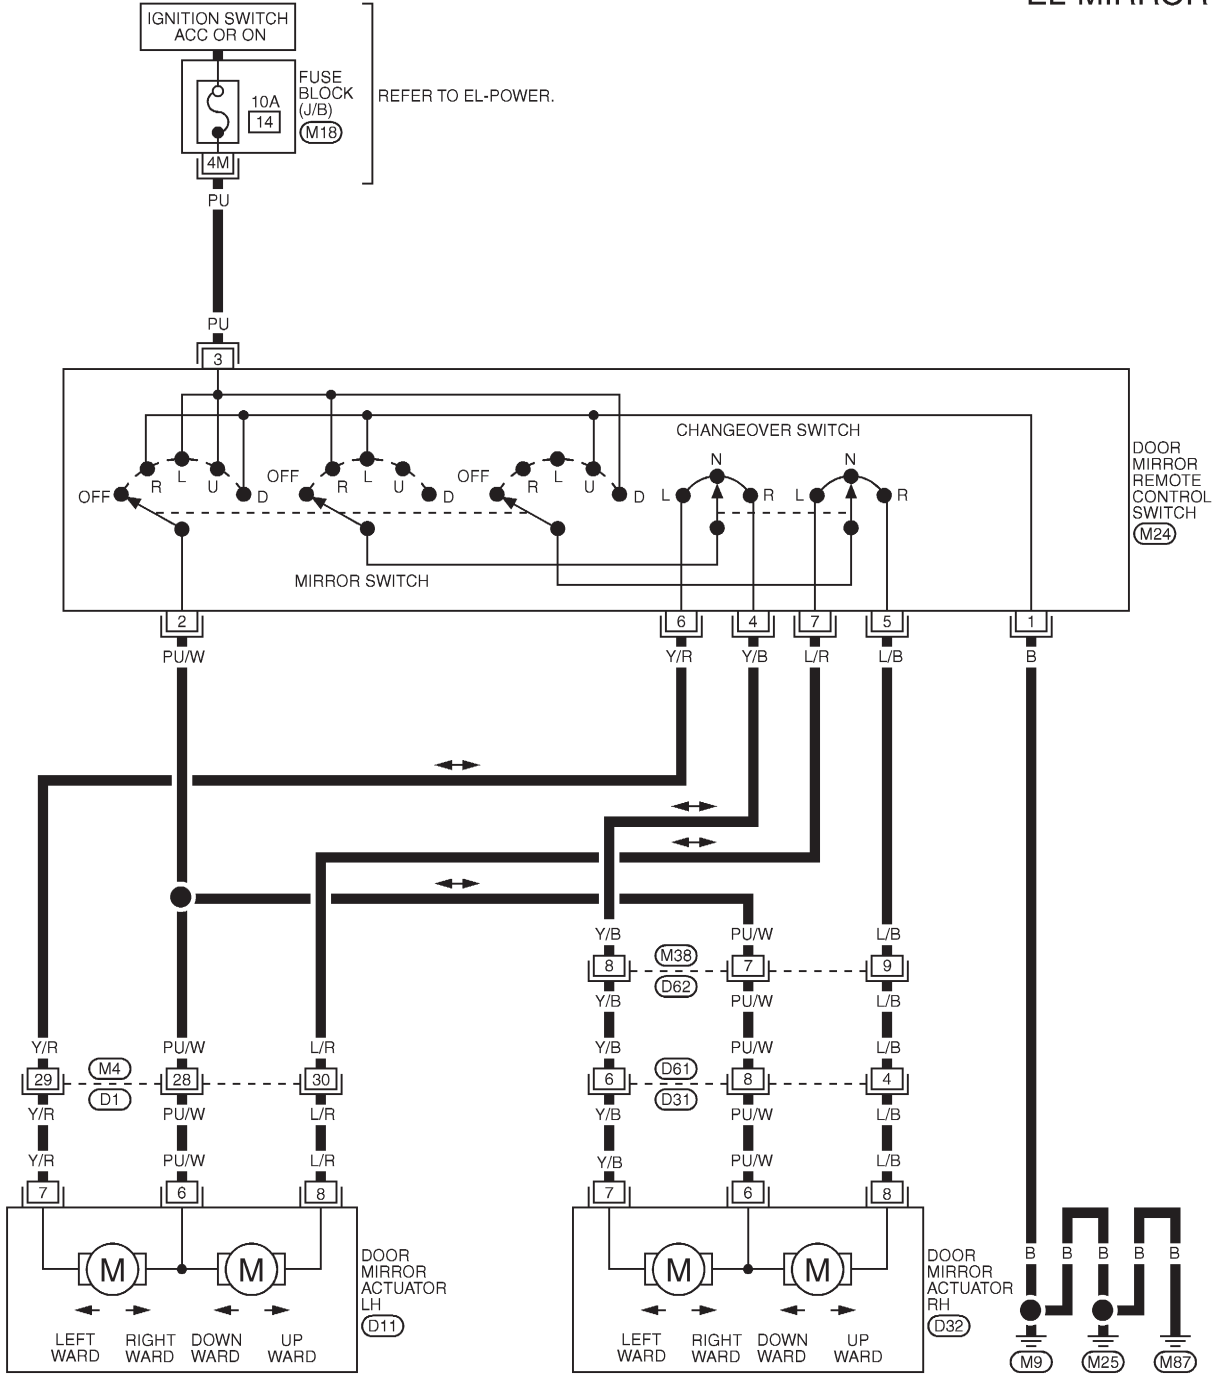 IGNITION SWITCH
ACC OR ON
FUSE
BLOCK
(J/B)
M18
10A
14
REFER TO EL-POWER.
4M
PU
PU
3
CHANGEOVER SWITCH
OFF R L U D
OFF R L U D
OFF R L U D
L N R
L N R
MIRROR SWITCH
DOOR
MIRROR
REMOTE
CONTROL
SWITCH
M24
2 6 4 7 5 1
PU/W Y/R Y/B L/R L/B B
Y/B PU/W L/B
8 M38 7 9
D62
Y/B PU/W L/B
Y/R PU/W L/R Y/B PU/W L/B
29 M4 28 30 6 D61 8 4
D1 D31
Y/R PU/W L/R Y/B PU/W L/B
Y/R PU/W L/R Y/B PU/W L/B
7 6 8 7 6 8
M M
DOOR
MIRROR
ACTUATOR
LH
D11
LEFT
WARD
RIGHT
WARD
DOWN
WARD
UP
WARD
M M
DOOR
MIRROR
ACTUATOR
RH
D32
LEFT
WARD
RIGHT
WARD
DOWN
WARD
UP
WARD
B B B B B
M9 M25 M87